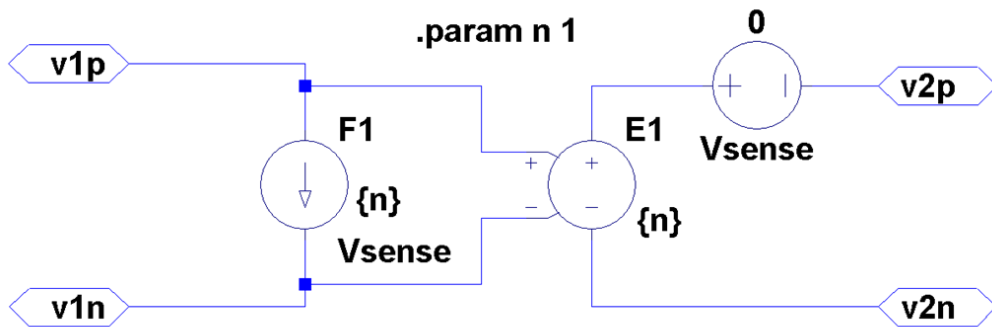 .param n 1
0
v1p
v2p
F1
E1
Vsense
{n}
{n}
Vsense
v1n
v2n